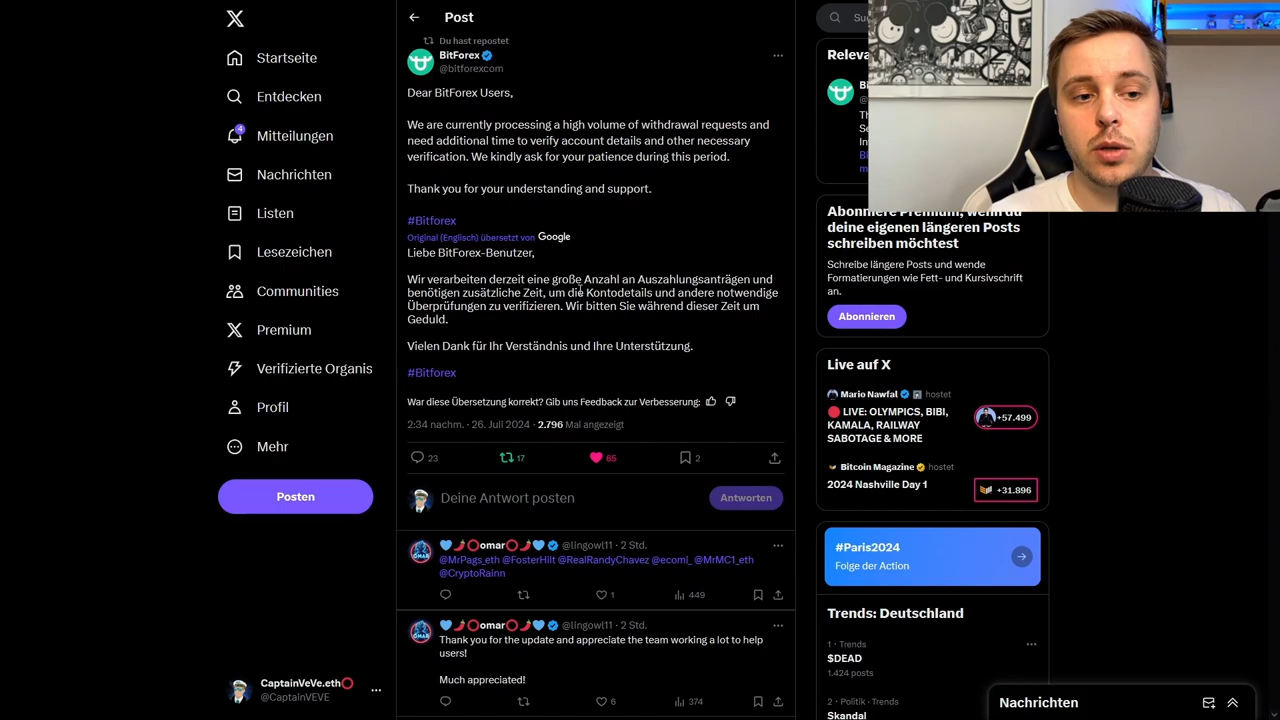 Startseite
Entdecken
4
Mitteilungen
Nachrichten
Listen
Lesezeichen
Communities
Premium
Verifizierte Organis
Profil
Mehr
Posten
CaptainVeVe.eth⭕
@CaptainVEVE
Post
Du hast repostet
BitForex
@bitforexcom
Dear BitForex Users,
We are currently processing a high volume of withdrawal requests and
need additional time to verify account details and other necessary
verification. We kindly ask for your patience during this period.
Thank you for your understanding and support.
#Bitforex
Original (Englisch) übersetzt von Google
Liebe BitForex-Benutzer,
Wir verarbeiten derzeit eine große Anzahl an Auszahlungsanträgen und
benötigen zusätzliche Zeit, um die Kontodetails und andere notwendige
Überprüfungen zu verifizieren. Wir bitten Sie während dieser Zeit um
Geduld.
Vielen Dank für Ihr Verständnis und Ihre Unterstützung.
#Bitforex
War diese Übersetzung korrekt? Gib uns Feedback zur Verbesserung:
2:34 nachm. · 26. Juli 2024 · 2.796 Mal angezeigt
23 17 65 2
Deine Antwort posten
Antworten
💙🌶️⭕omar⭕🌶️💙 @lingowl11 · 2 Std.
@MrPags_eth @FosterHilt @RealRandyChavez @ecomi_ @MrMC1_eth
@CryptoRainn
1 449
💙🌶️⭕omar⭕🌶️💙 @lingowl11 · 2 Std.
Thank you for the update and appreciate the team working a lot to help
users!
Much appreciated!
6 374
Su
Releva
Bi
@
Th
Se
In
Bl
m
Abonniere Premium, wenn du
deine eigenen längeren Posts
schreiben möchtest
Schreibe längere Posts und wende
Formatierungen wie Fett- und Kursivschrift
an.
Abonnieren
Live auf X
Mario Nawfal hostet
🔴 LIVE: OLYMPICS, BIBI,
KAMALA, RAILWAY
SABOTAGE & MORE
+57.499
Bitcoin Magazine hostet
2024 Nashville Day 1
+31.896
#Paris2024
Folge der Action
Trends: Deutschland
1 · Trends
$DEAD
1.424 posts
2 · Politik · Trends
Skandal
Nachrichten